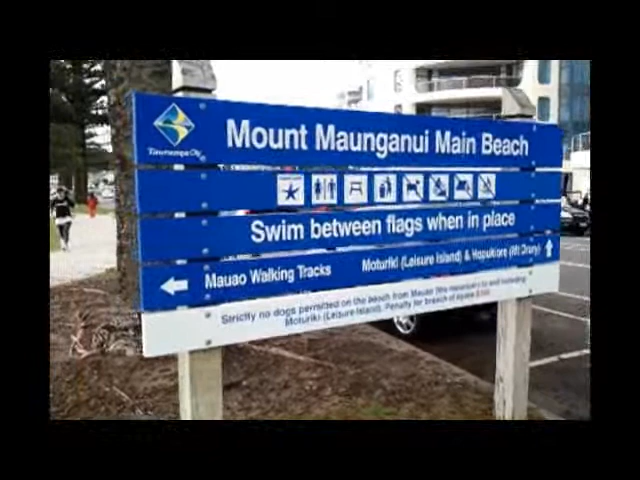 Tauranga City
Mount Maunganui Main Beach
Swim between flags when in place
Moturiki (Leisure Island) & Hopukiore (Mt Drury)
Mauao Walking Tracks
Strictly no dogs permitted on the beach from Mauao (the mountain) to and including
Moturiki (Leisure Island). Penalty for breach of bylaw